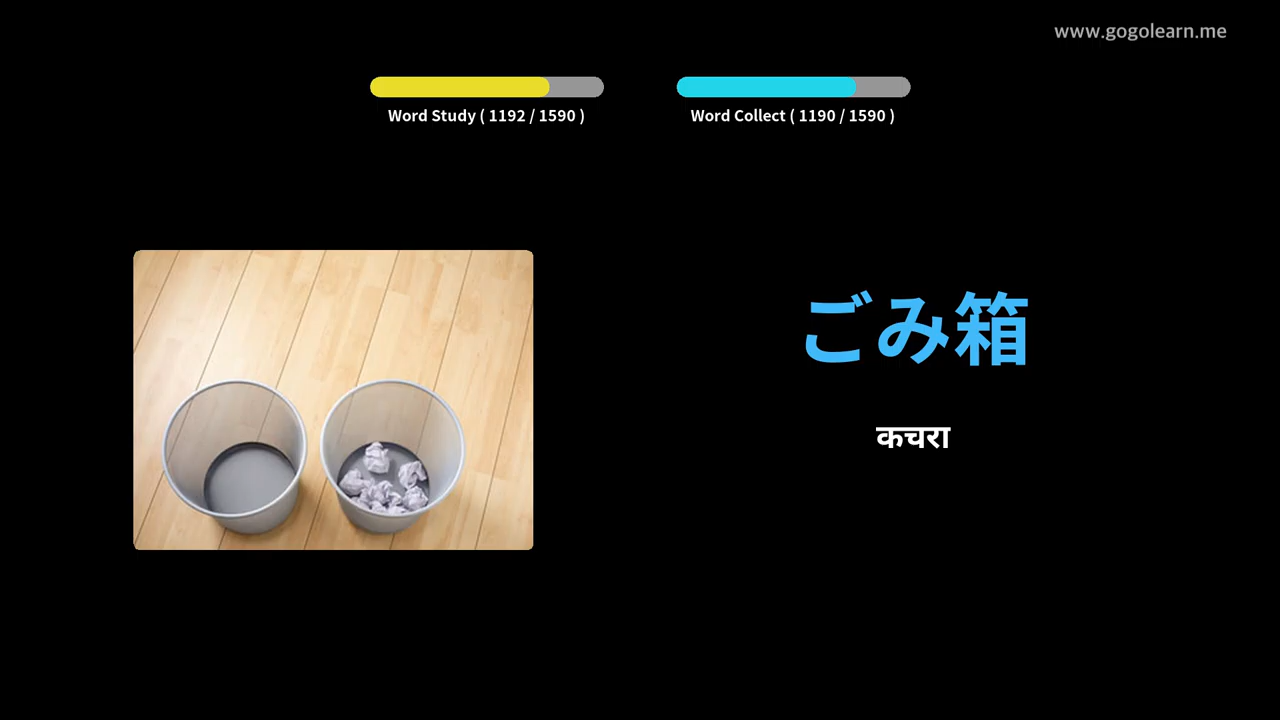 www.gogolearn.me
Word Study ( 1192 / 1590 )
Word Collect ( 1190 / 1590 )
ごみ箱
कचरा